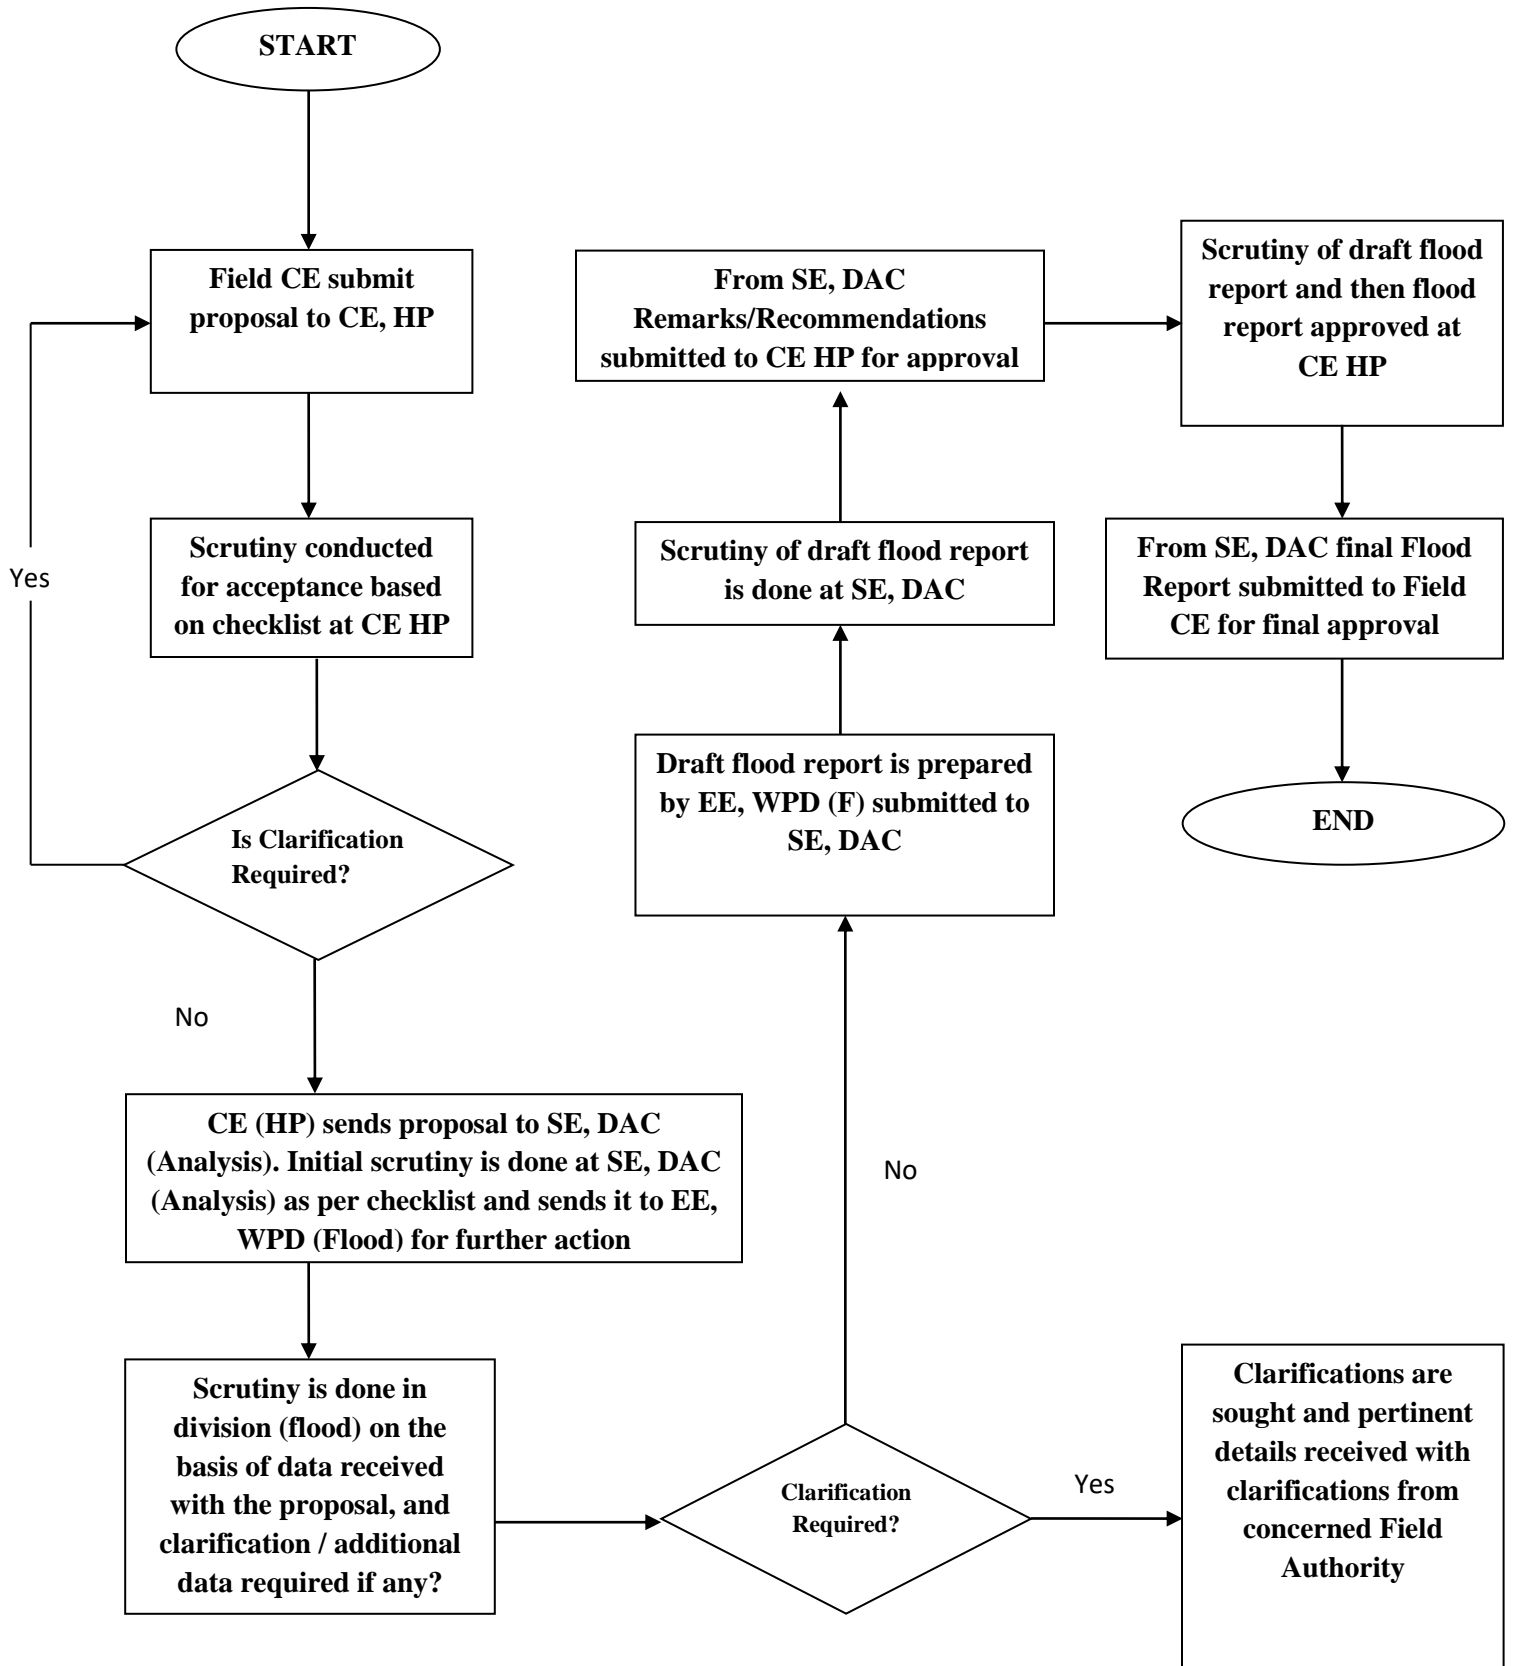 START
Field CE submit
proposal to CE, HP
Scrutiny conducted
for acceptance based
on checklist at CE HP
Yes
Is Clarification
Required?
No
CE (HP) sends proposal to SE, DAC
(Analysis). Initial scrutiny is done at SE, DAC
(Analysis) as per checklist and sends it to EE,
WPD (Flood) for further action
Scrutiny is done in
division (flood) on the
basis of data received
with the proposal, and
clarification / additional
data required if any?
Clarification
Required?
Yes
Clarifications are
sought and pertinent
details received with
clarifications from
concerned Field
Authority
No
Draft flood report is prepared
by EE, WPD (F) submitted to
SE, DAC
Scrutiny of draft flood report
is done at SE, DAC
From SE, DAC
Remarks/Recommendations
submitted to CE HP for approval
Scrutiny of draft flood
report and then flood
report approved at
CE HP
From SE, DAC final Flood
Report submitted to Field
CE for final approval
END